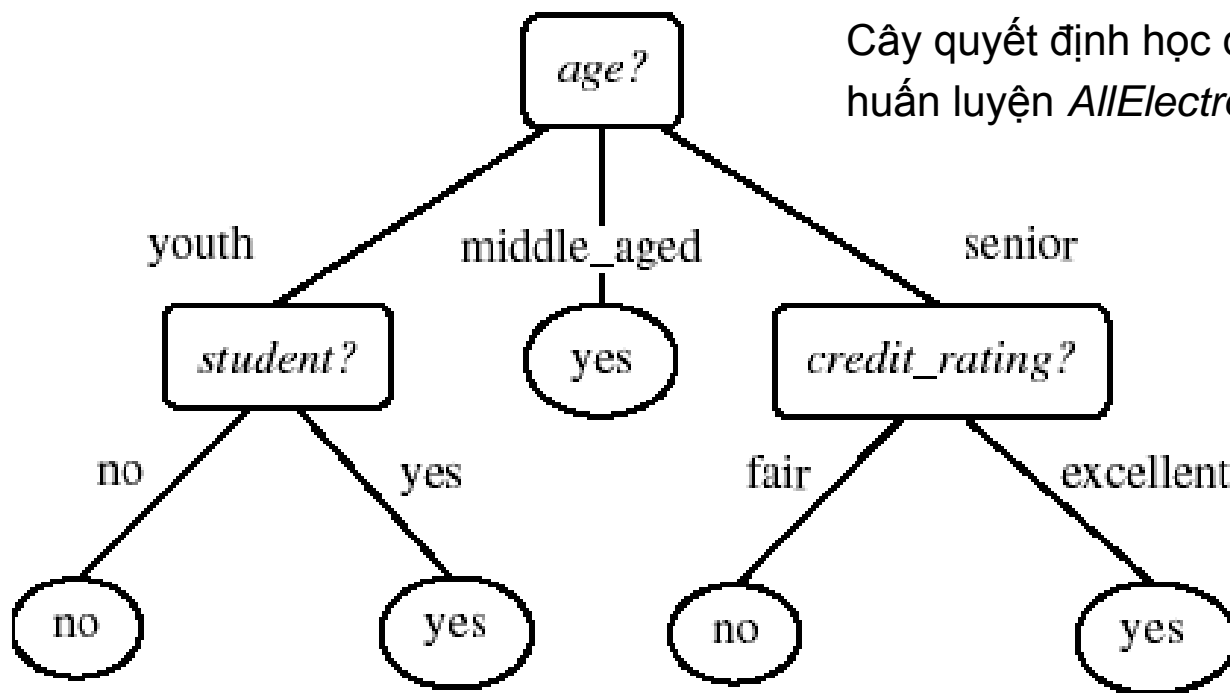 age?
Cây quyết định học
huấn luyện AllElectr
youth
middle_aged
senior
student?
yes
credit_rating?
no
yes
fair
excellent
no
yes
no
yes